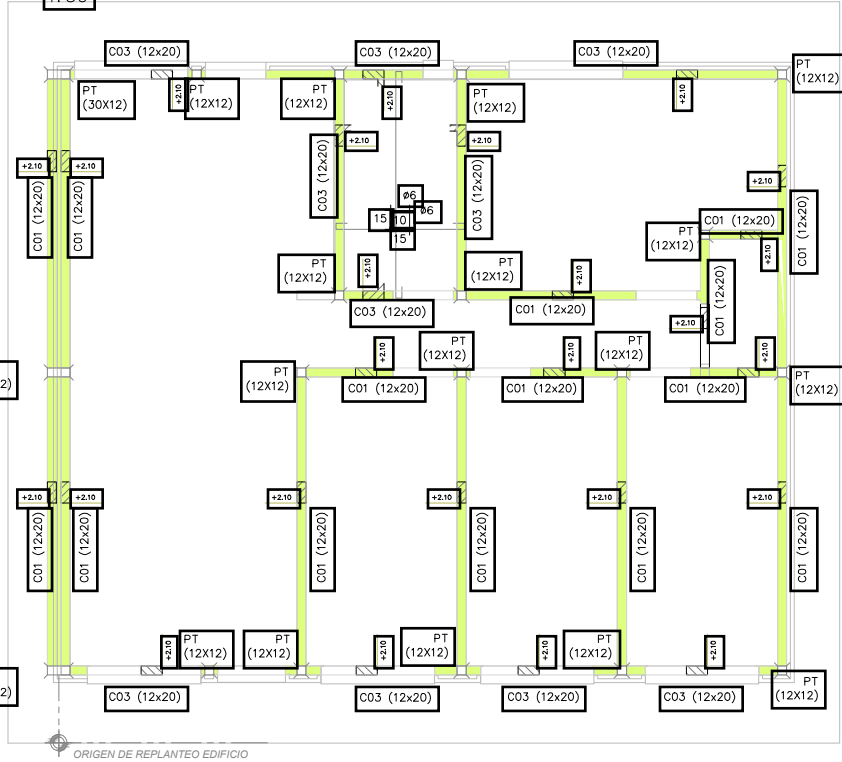 C03 (12x20)
C03 (12x20)
C03 (12x20)
PT
(12X12)
PT
(30X12)
+2.10
PT
(12X12)
PT
(12X12)
+2.10
PT
(12X12)
+2.10
+2.10
+2.10
C03 (12x20)
C03 (12x20)
+2.10
+2.10
+2.10
C01 (12x20)
C01 (12x20)
ø6
ø6
15
10
15
C01 (12x20)
C01 (12x20)
PT
(12X12)
+2.10
PT
(12X12)
+2.10
PT
(12X12)
+2.10
C01 (12x20)
C03 (12x20)
C01 (12x20)
+2.10
PT
(12X12)
+2.10
PT
(12X12)
+2.10
PT
(12X12)
+2.10
2)
PT
(12X12)
C01 (12x20)
C01 (12x20)
C01 (12x20)
PT
(12X12)
+2.10
+2.10
+2.10
+2.10
+2.10
+2.10
C01 (12x20)
C01 (12x20)
C01 (12x20)
C01 (12x20)
C01 (12x20)
C01 (12x20)
+2.10
PT
(12X12)
PT
(12X12)
+2.10
PT
(12X12)
+2.10
PT
(12X12)
+2.10
2)
PT
(12X12)
C03 (12x20)
C03 (12x20)
C03 (12x20)
C03 (12x20)
ORIGEN DE REPLANTEO EDIFICIO